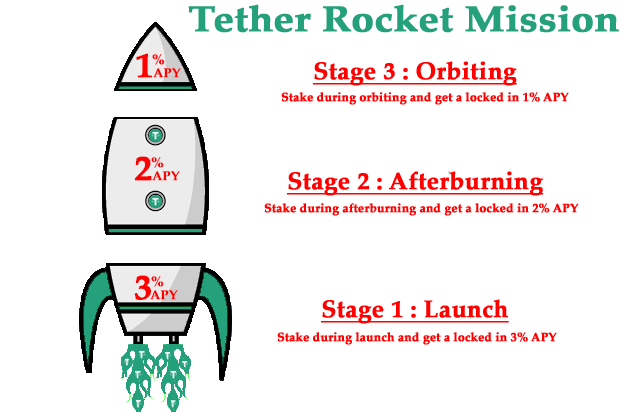 Tether Rocket Mission
1% APY
Stage 3 : Orbiting
Stake during orbiting and get a locked in 1% APY
T
2% APY
T
Stage 2 : Afterburning
Stake during afterburning and get a locked in 2% APY
3% APY
Stage 1 : Launch
Stake during launch and get a locked in 3% APY
T T
T T
T